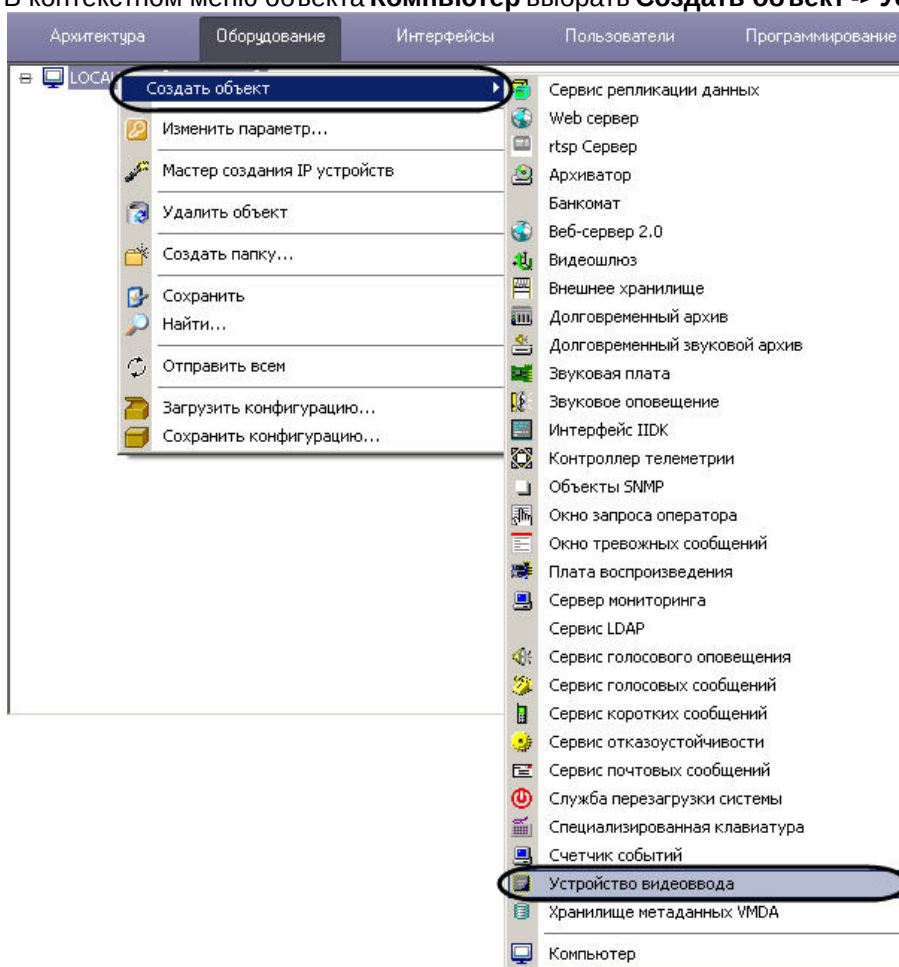 В контекстном меню объекта Компьютер выбрать Создать объект ->
Архитектура Оборудование Интерфейсы Пользователи Программирование
LOCAL
Создать объект
Изменить параметр...
Мастер создания IP устройств
Удалить объект
Создать папку...
Сохранить
Найти...
Отправить всем
Загрузить конфигурацию...
Сохранить конфигурацию...
Сервис репликации данных
Web сервер
rtsp Сервер
Архиватор
Банкомат
Веб-сервер 2.0
Видеошлюз
Внешнее хранилище
Долговременный архив
Долговременный звуковой архив
Звуковая плата
Звуковое оповещение
Интерфейс IIDK
Контроллер телеметрии
Объекты SNMP
Окно запроса оператора
Окно тревожных сообщений
Плата воспроизведения
Сервер мониторинга
Сервис LDAP
Сервис голосового оповещения
Сервис голосовых сообщений
Сервис коротких сообщений
Сервис отказоустойчивости
Сервис почтовых сообщений
Служба перезагрузки системы
Специализированная клавиатура
Счетчик событий
Устройство видеоввода
Хранилище метаданных VMDA
Компьютер